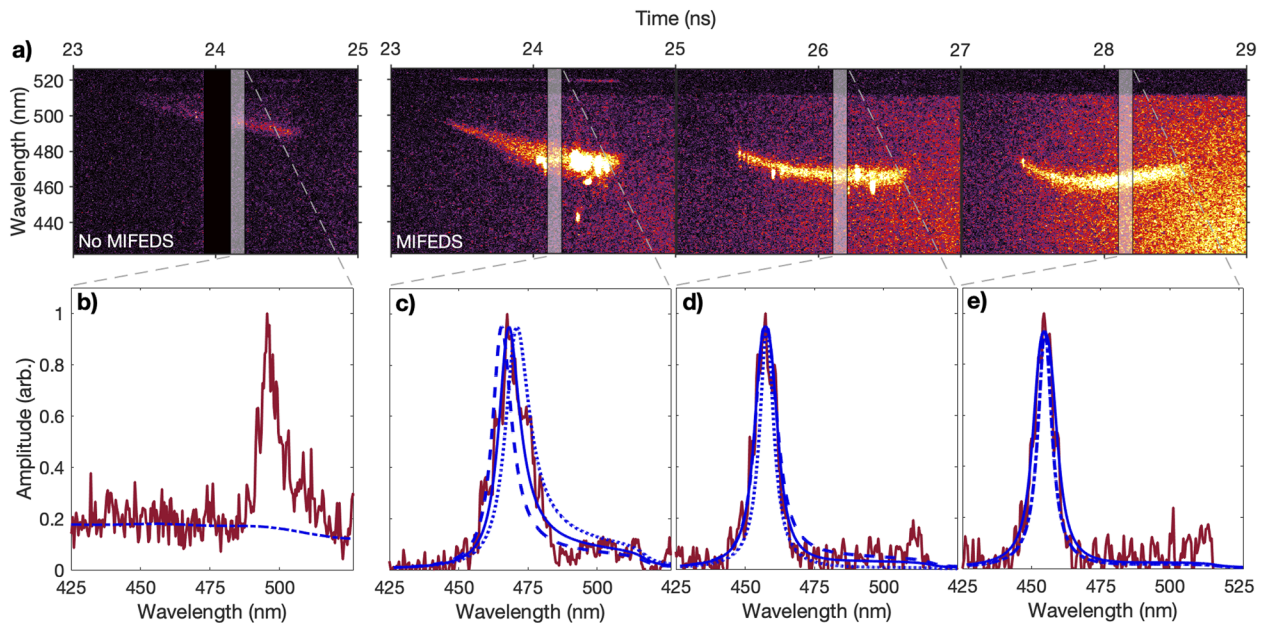 Time (ns)
a)
23 24 25 23 24 25 26 27 28 29
Wavelength (nm)
520
500
480
460
440
No MIFEDS
MIFEDS
b)
c)
d)
e)
Amplitude (arb.)
1
0.8
0.6
0.4
0.2
0
425 450 475 500 425 450 475 500 450 475 500 450 475 500 525
Wavelength (nm) Wavelength (nm) Wavelength (nm) Wavelength (nm)